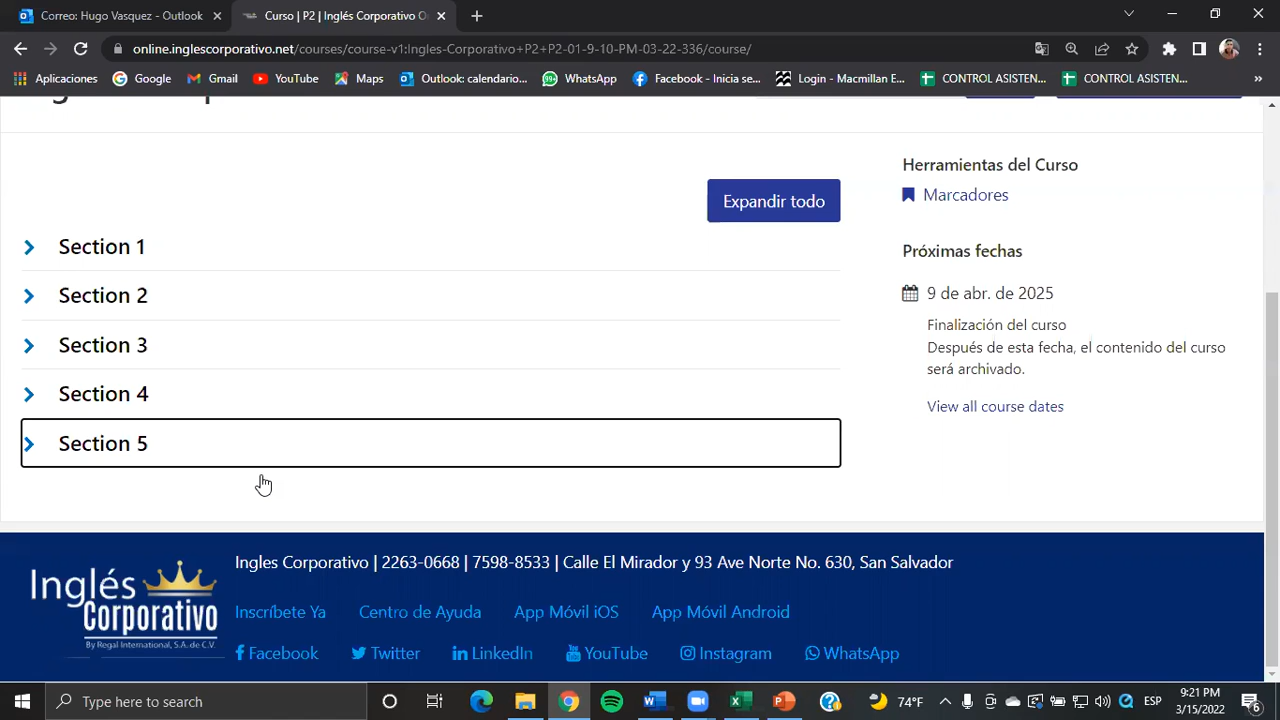 Correo: Hugo Vasquez - Outlook
Curso | P2 | Inglés Corporativo O
online.inglescorporativo.net/courses/course-v1:Ingles-Corporativo+P2+P2-01-9-10-PM-03-22-336/course/
Aplicaciones
Google
Gmail
YouTube
Maps
Outlook: calendario...
WhatsApp
Facebook - Inicia se...
Login - Macmillan E...
CONTROL ASISTEN...
CONTROL ASISTEN...
Expandir todo
Section 1
Section 2
Section 3
Section 4
Section 5
Herramientas del Curso
Marcadores
Próximas fechas
9 de abr. de 2025
Finalización del curso
Después de esta fecha, el contenido del curso
será archivado.
View all course dates
Inglés
Corporativo
By Regal International, S.A. de C.V.
Ingles Corporativo | 2263-0668 | 7598-8533 | Calle El Mirador y 93 Ave Norte No. 630, San Salvador
Inscríbete Ya
Centro de Ayuda
App Móvil iOS
App Móvil Android
Facebook
Twitter
LinkedIn
YouTube
Instagram
WhatsApp
Type here to search
74°F
ESP
9:21 PM
3/15/2022
6